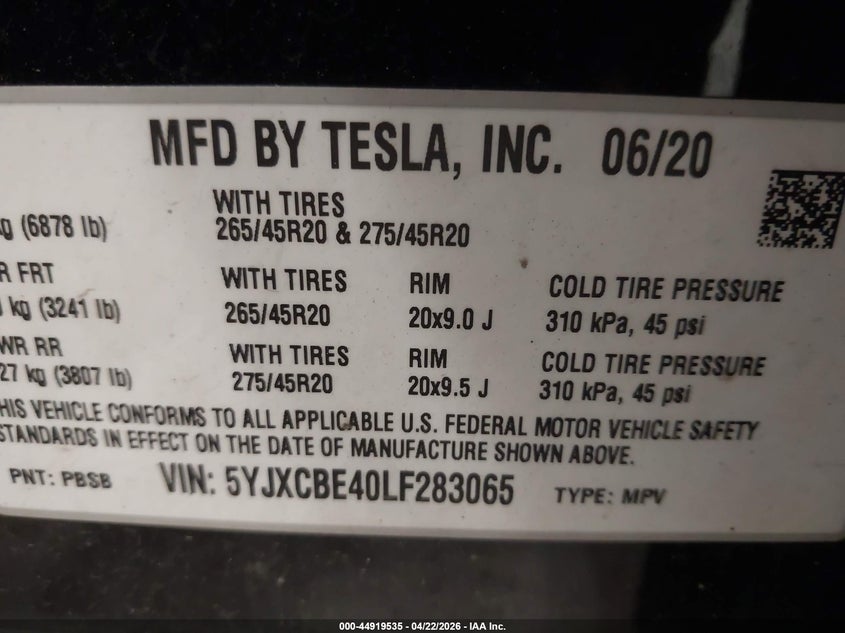 MFD BY TESLA, INC. 06/20
WITH TIRES
kg (6878 lb) 265/45R20 & 275/45R20
R FRT WITH TIRES RIM COLD TIRE PRESSURE
kg (3241 lb) 265/45R20 20x9.0 J 310 kPa, 45 psi
WR RR WITH TIRES RIM COLD TIRE PRESSURE
27 kg (3807 lb) 275/45R20 20x9.5 J 310 kPa, 45 psi
HIS VEHICLE CONFORMS TO ALL APPLICABLE U.S. FEDERAL MOTOR VEHICLE SAFETY
STANDARDS IN EFFECT ON THE DATE OF MANUFACTURE SHOWN ABOVE.
PNT: PBSB VIN: 5YJXCBE40LF283065 TYPE: MPV
000-44919535 - 04/22/2026 - IAA Inc.